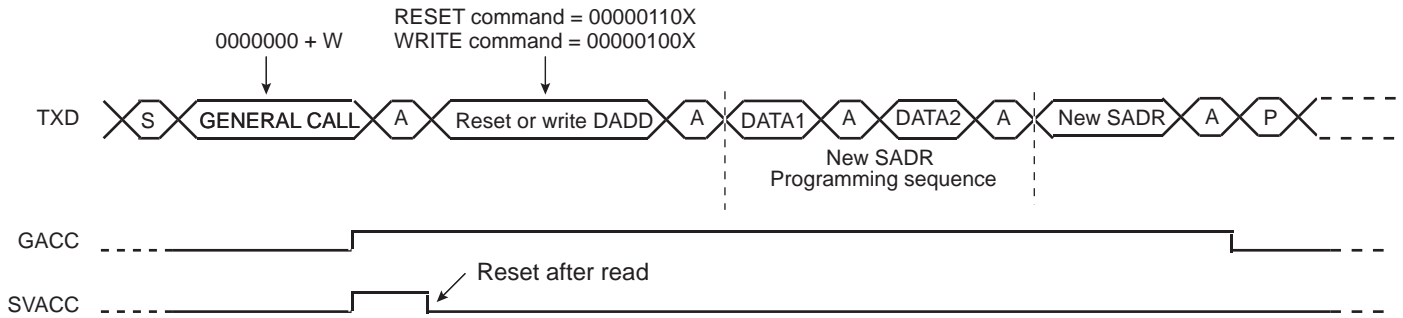 RESET command = 00000110X
0000000 + W
WRITE command = 00000100X
TXD
S
GENERAL CALL
A
Reset or write DADD
A
DATA1
A
DATA2
A
New SADR
A
P
New SADR
Programming sequence
GACC
Reset after read
SVACC